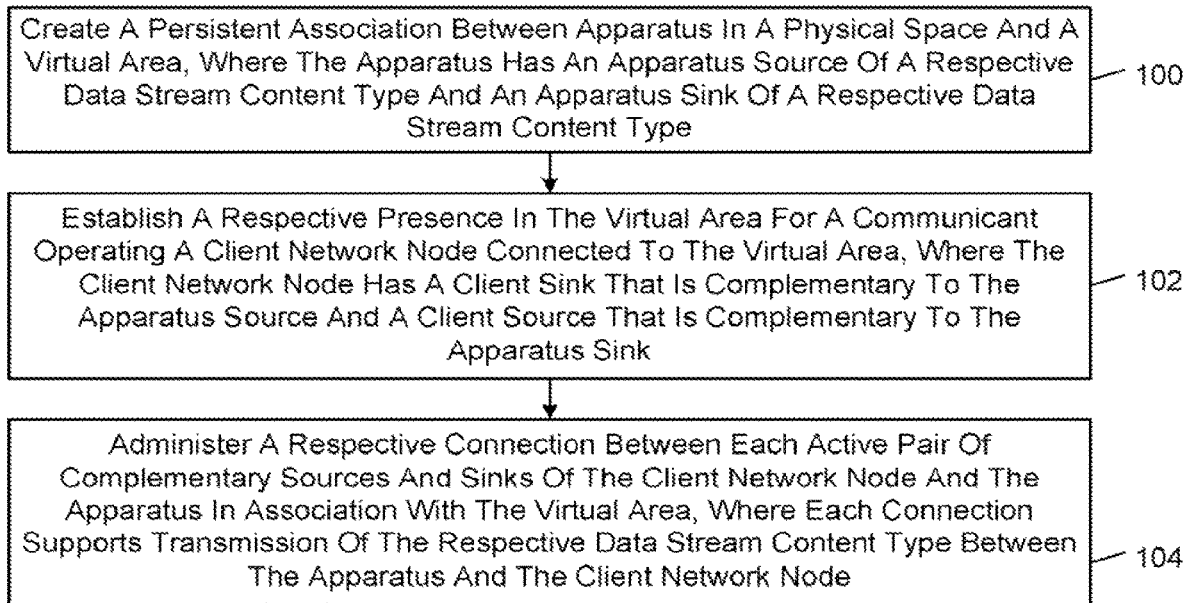 Create A Persistent Association Between Apparatus In A Physical Space And A
Virtual Area, Where The Apparatus Has An Apparatus Source Of A Respective
Data Stream Content Type And An Apparatus Sink Of A Respective Data
Stream Content Type
100
Establish A Respective Presence In The Virtual Area For A Communicant
Operating A Client Network Node Connected To The Virtual Area, Where The
Client Network Node Has A Client Sink That Is Complementary To The
Apparatus Source And A Client Source That Is Complementary To The
Apparatus Sink
102
Administer A Respective Connection Between Each Active Pair Of
Complementary Sources And Sinks Of The Client Network Node And The
Apparatus In Association With The Virtual Area, Where Each Connection
Supports Transmission Of The Respective Data Stream Content Type Between
The Apparatus And The Client Network Node
104